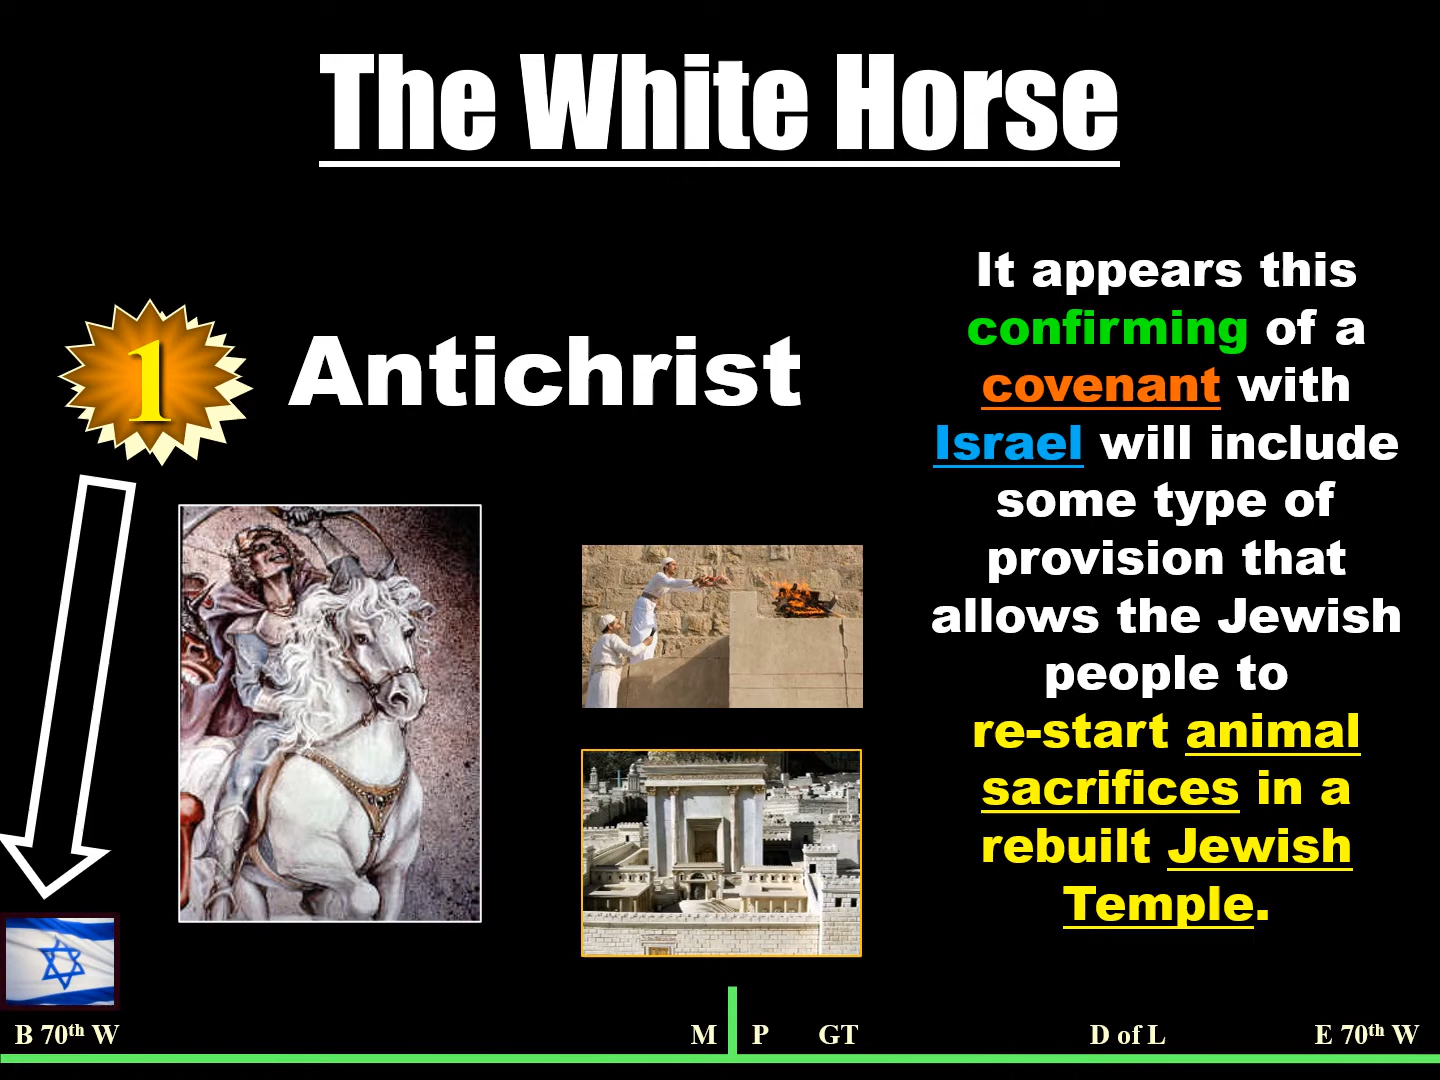 The White Horse
1
Antichrist
It appears this
confirming of a
covenant with
Israel will include
some type of
provision that
allows the Jewish
people to
re-start animal
sacrifices in a
rebuilt Jewish
Temple.
B 70th W M P GT D of L E 70th W